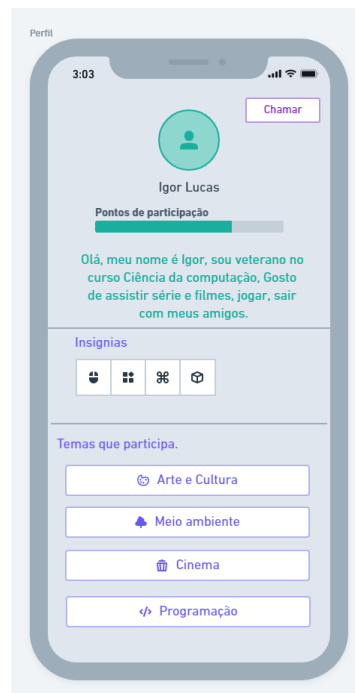 Perfil
3:03
Chamar
Igor Lucas
Pontos de participação
Olá, meu nome é Igor, sou veterano no
curso Ciência da computação, Gosto
de assistir série e filmes, jogar, sair
com meus amigos.
Insignias
Temas que participa.
Arte e Cultura
Meio ambiente
Cinema
Programação